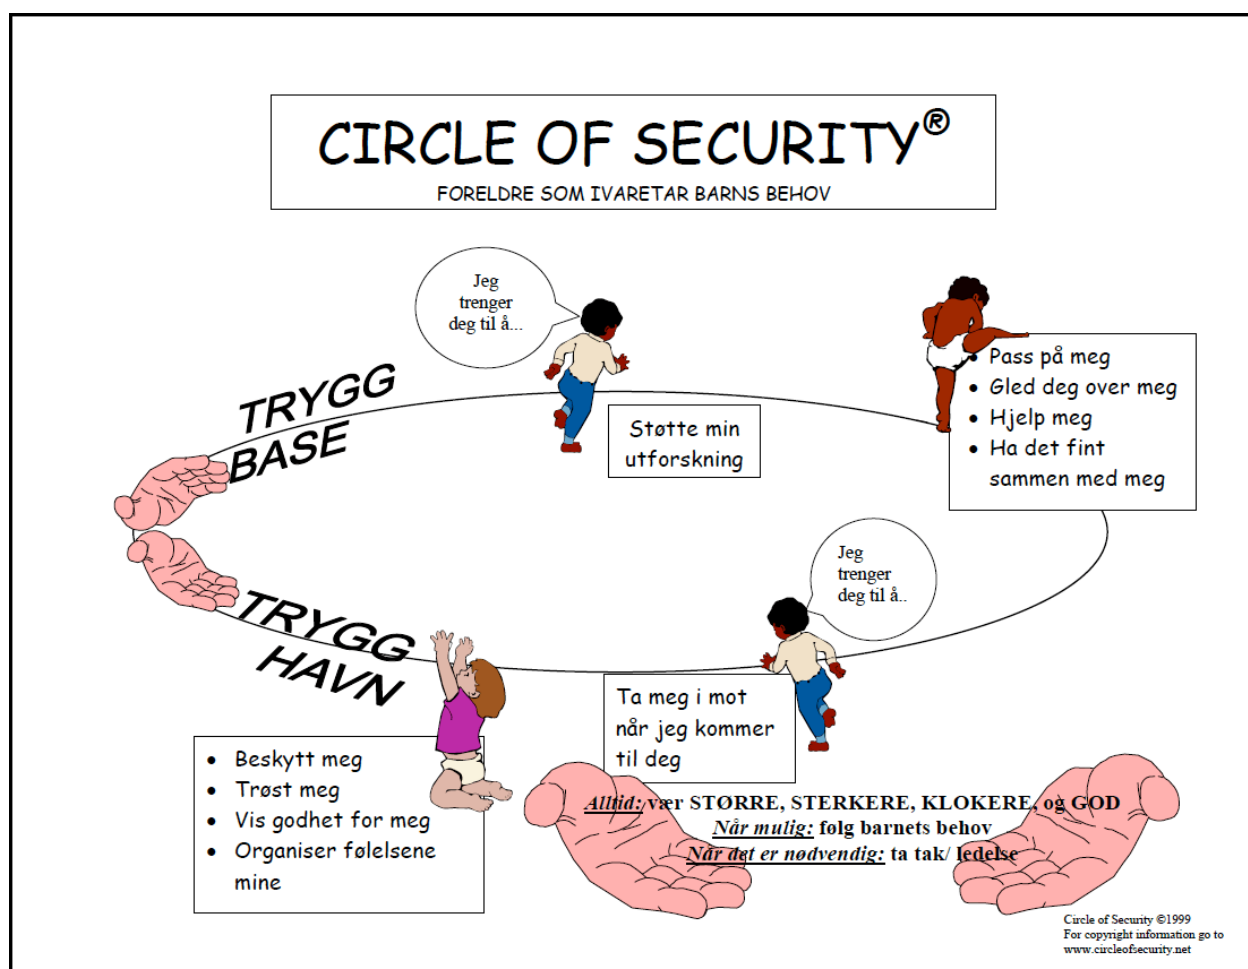 CIRCLE OF SECURITY®
FORELDRE SOM IVARETAR BARNS BEHOV
Jeg
trenger
deg til å...
TRYGG
BASE
Støtte min
utforskning
• Pass på meg
• Gled deg over meg
• Hjelp meg
• Ha det fint
sammen med meg
Jeg
trenger
deg til å..
TRYGG
HAVN
Ta meg i mot
når jeg kommer
til deg
• Beskytt meg
• Trøst meg
• Vis godhet for meg
• Organiser følelsene
mine
Alltid: vær STØRRE, STERKERE, KLOKERE, og GOD
Når mulig: følg barnets behov
Når det er nødvendig: ta tak/ ledelse
Circle of Security ©1999
For copyright information go to
www.circleofsecurity.net